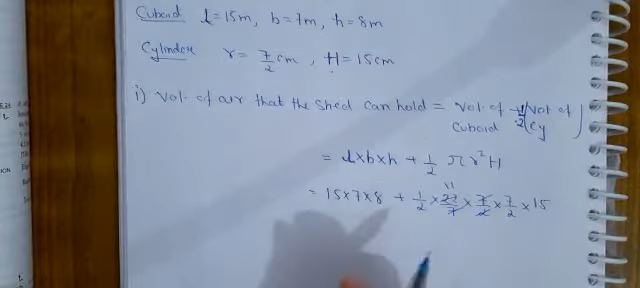 Cuboid l = 15m, b = 7m, h = 8m
Cylinder r = 7/2 cm, H = 15cm
i) Vol. of air that the shed can hold = Vol. of cuboid + 1/2 (Vol of Cy)
= l×b×h + 1/2 πr²H
= 15×7×8 + 1/2 × 22/7 × 7/2 × 7/2 × 15
11